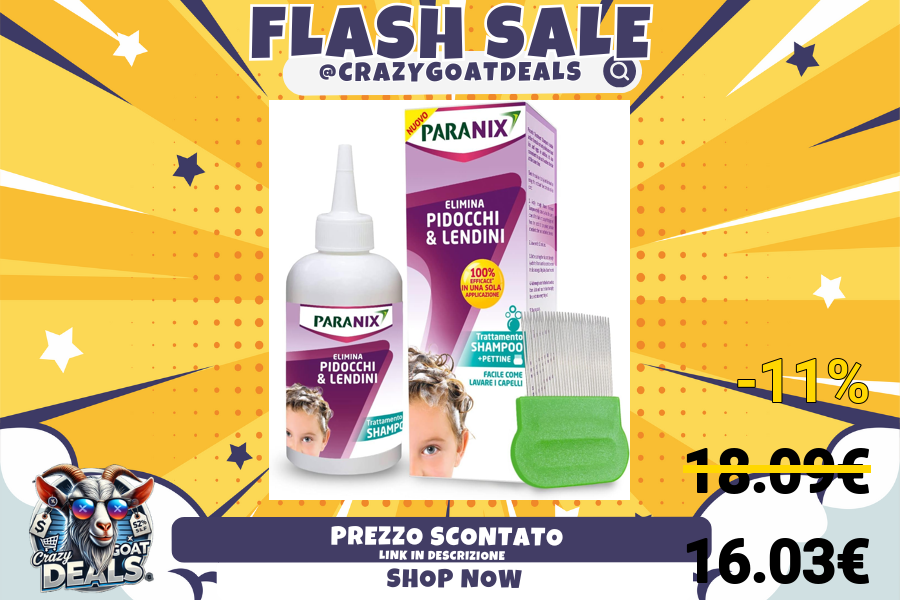 FLASH SALE
@CRAZYGOATDEALS
NUOVO
PARANIX
ELIMINA
PIDOCCHI
& LENDINI
100%
EFFICACE*
IN UNA SOLA
APPLICAZIONE
Trattamento
SHAMPOO
+PETTINE
FACILE COME
LAVARE I CAPELLI
PARANIX
ELIMINA
PIDOCCHI
& LENDINI
Trattamento
SHAMPO
-11%
18.09€
16.03€
$
52%
Crazy
GOAT
DEALS
PREZZO SCONTATO
LINK IN DESCRIZIONE
SHOP NOW